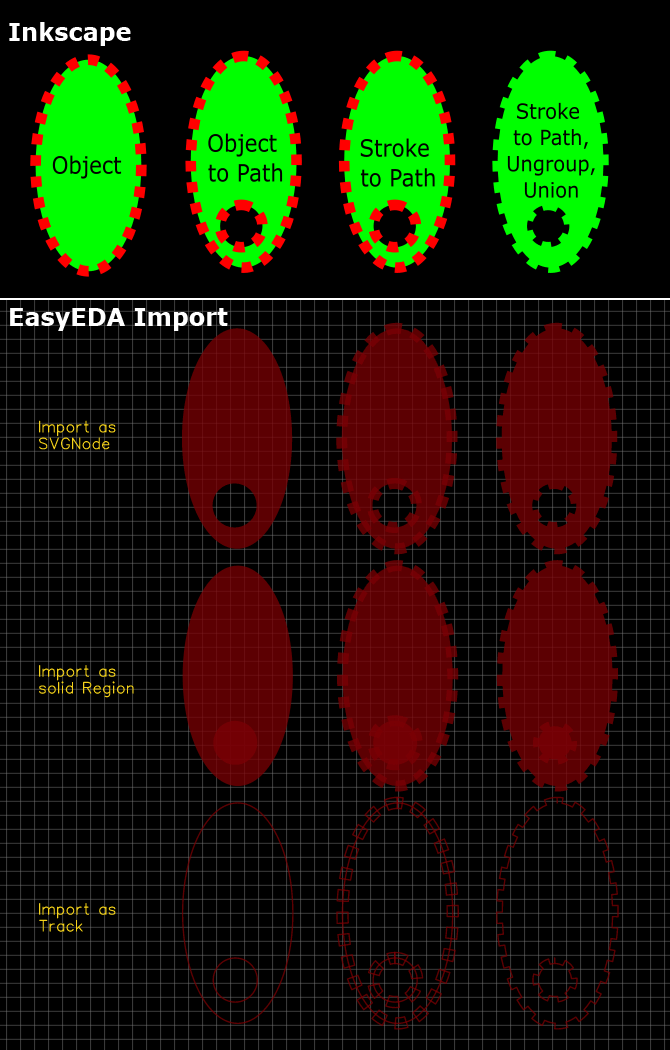 Inkscape
Object
Object
to Path
Stroke
to Path
Stroke
to Path,
Ungroup,
Union
EasyEDA Import
Import as
SVGNode
Import as
solid Region
Import as
Track